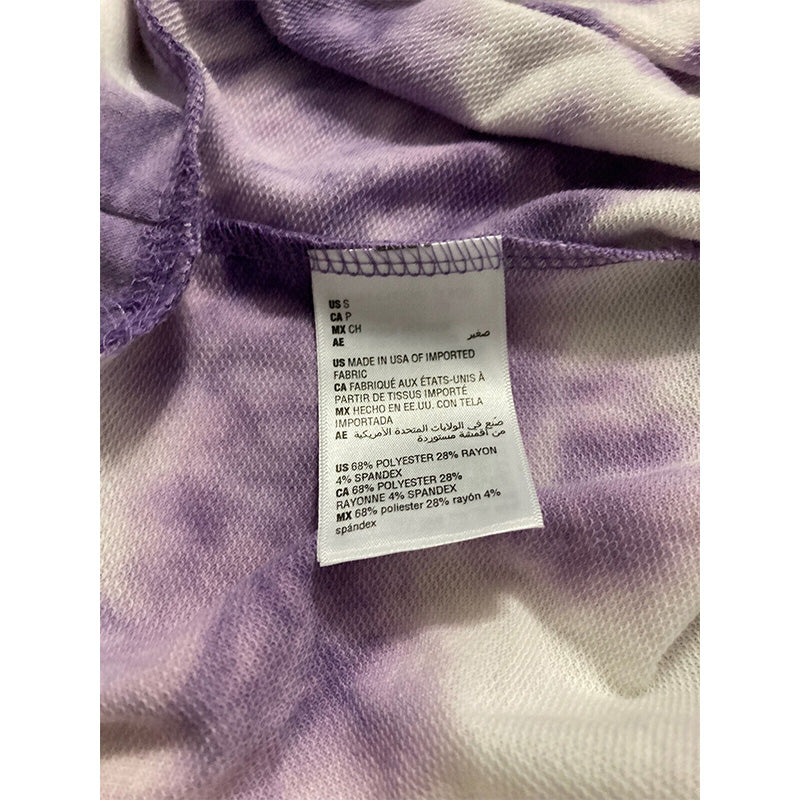 US S
CA P
MX CH
AE صغير
US MADE IN USA OF IMPORTED
FABRIC
CA FABRIQUÉ AUX ÉTATS-UNIS À
PARTIR DE TISSUS IMPORTÉ
MX HECHO EN EE.UU. CON TELA
IMPORTADA
AE صنع في الولايات المتحدة الأمريكية
من أقمشة مستوردة
US 68% POLYESTER 28% RAYON
4% SPANDEX
CA 68% POLYESTER 28%
RAYONNE 4% SPANDEX
MX 68% poliester 28% rayón 4%
spándex